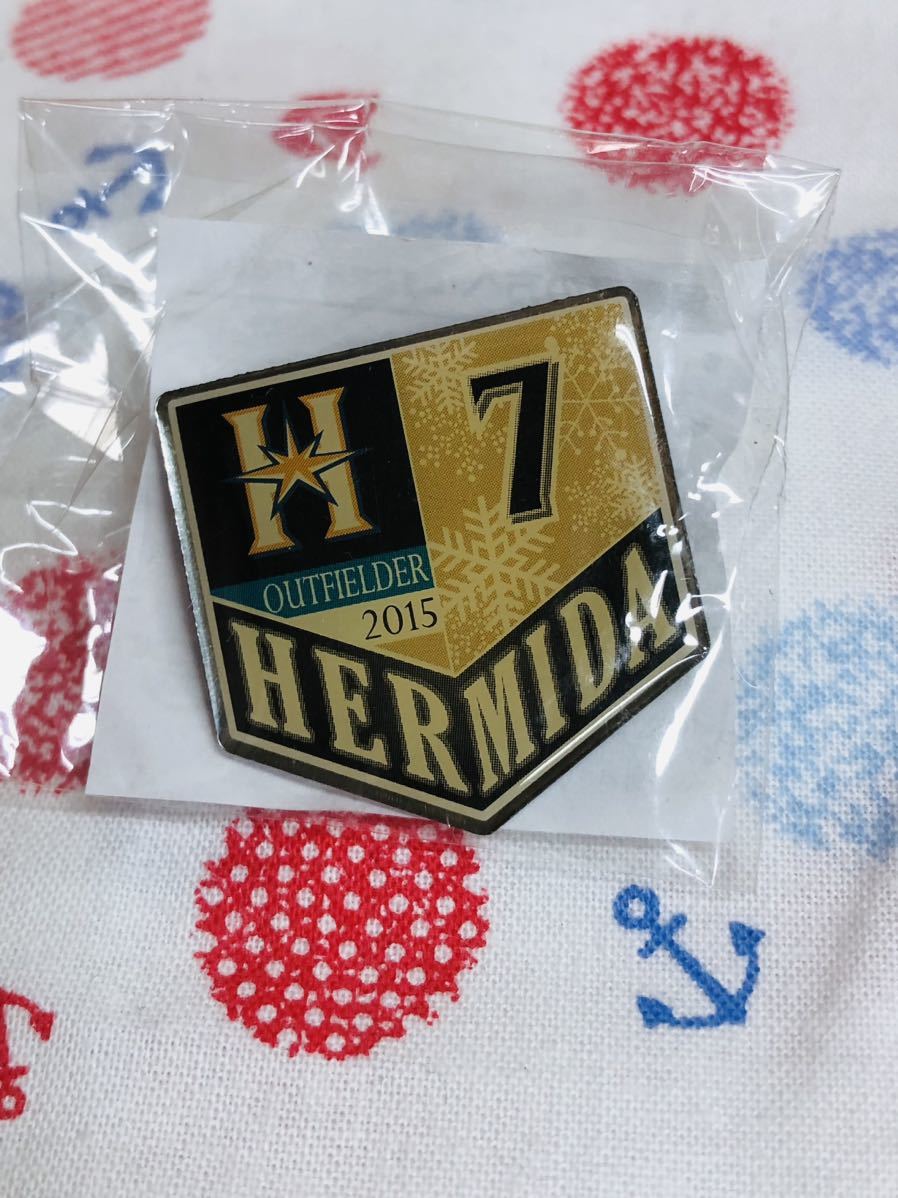 H
7
OUTFIELDER
2015
HERMIDA